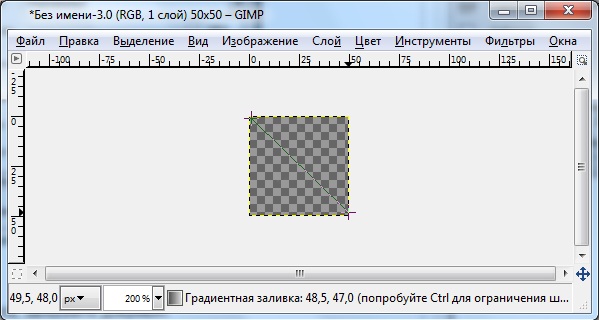 *Без имени-3.0 (RGB, 1 слой) 50x50 – GIMP
Файл Правка Выделение Вид Изображение Слой Цвет Инструменты Фильтры Окна
-100 -75 -50 -25 0 25 50 75 100 125 150
-25
0
25
50
49,5, 48,0 px 200 % Градиентная заливка: 48,5, 47,0 (попробуйте Ctrl для ограничения ш...